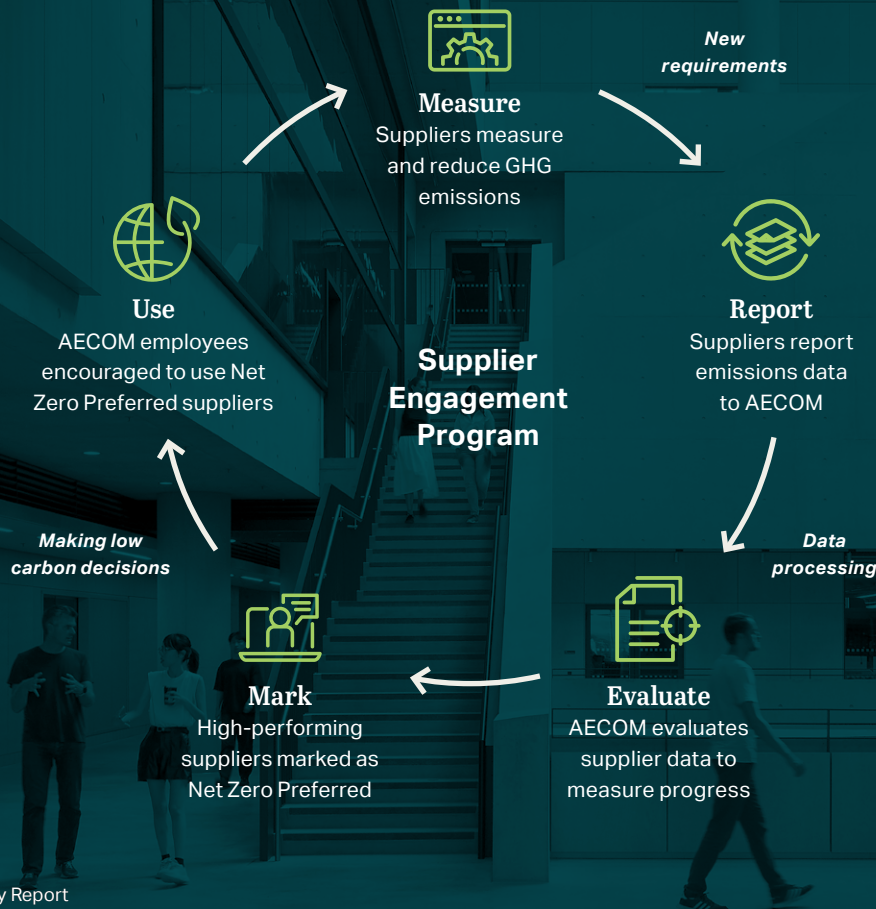 New
requirements
Measure
Suppliers measure
and reduce GHG
emissions
Report
Suppliers report
emissions data
to AECOM
Data
processing
Evaluate
AECOM evaluates
supplier data to
measure progress
Mark
High-performing
suppliers marked as
Net Zero Preferred
Making low
carbon decisions
Use
AECOM employees
encouraged to use Net
Zero Preferred suppliers
Supplier
Engagement
Program
y Report